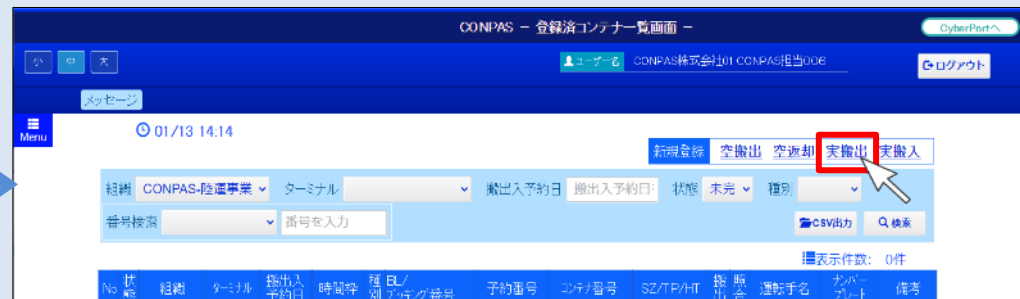 CONPAS − 登録済コンテナ一覧画面 −
CyberPortへ
小 中 大
ユーザー名 CONPAS株式会社01 CONPAS担当006
ログアウト
メッセージ
Menu
01/13 14:14
新規登録 空搬出 空返却 実搬出 実搬入
組織 CONPAS-陸運事業 ターミナル 搬出入予約日 搬出入予約日 状態 未完 種別
番号検索 番号を入力
CSV出力 検索
表示件数: 0件
No 状態 組織 ターミナル 搬出入予約日 時間枠 種別 BL/ブッキング番号 予約番号 コンテナ番号 SZ/TP/HT 搬出 照合 運転手名 ナンバープレート 備考